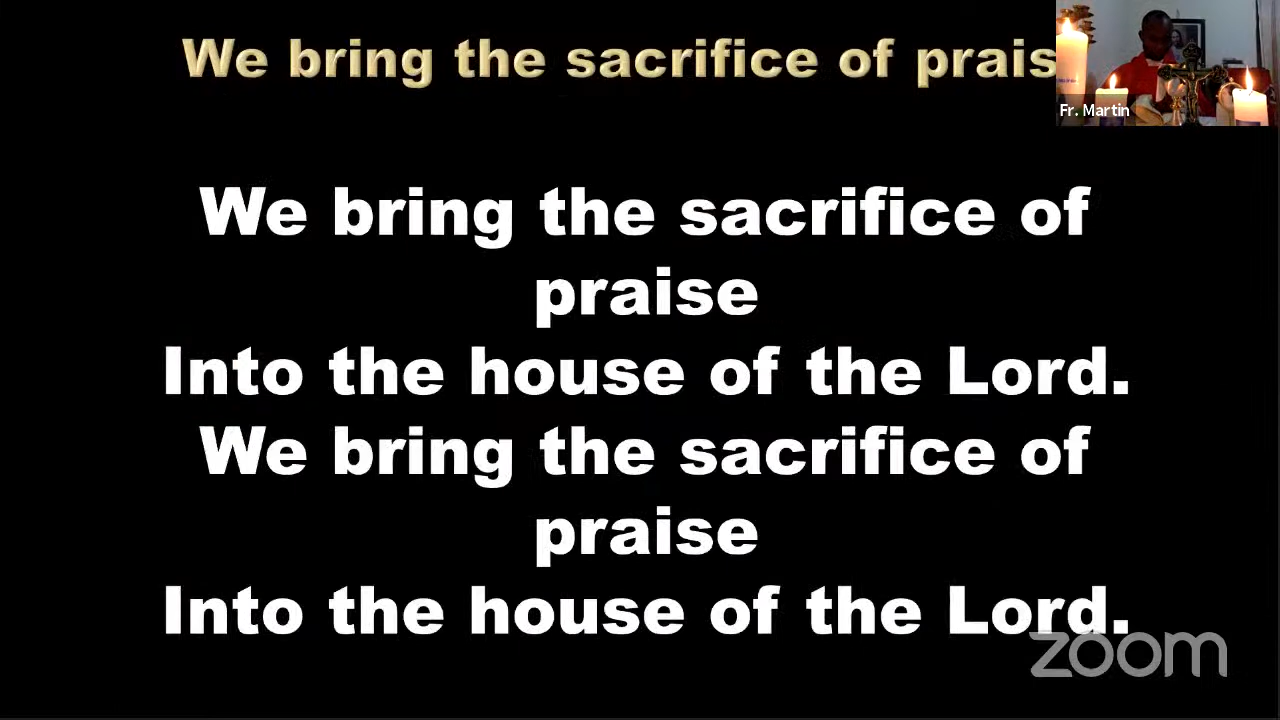 We bring the sacrifice of prais
Fr. Martin
We bring the sacrifice of
praise
Into the house of the Lord.
We bring the sacrifice of
praise
Into the house of the Lord.
zoom